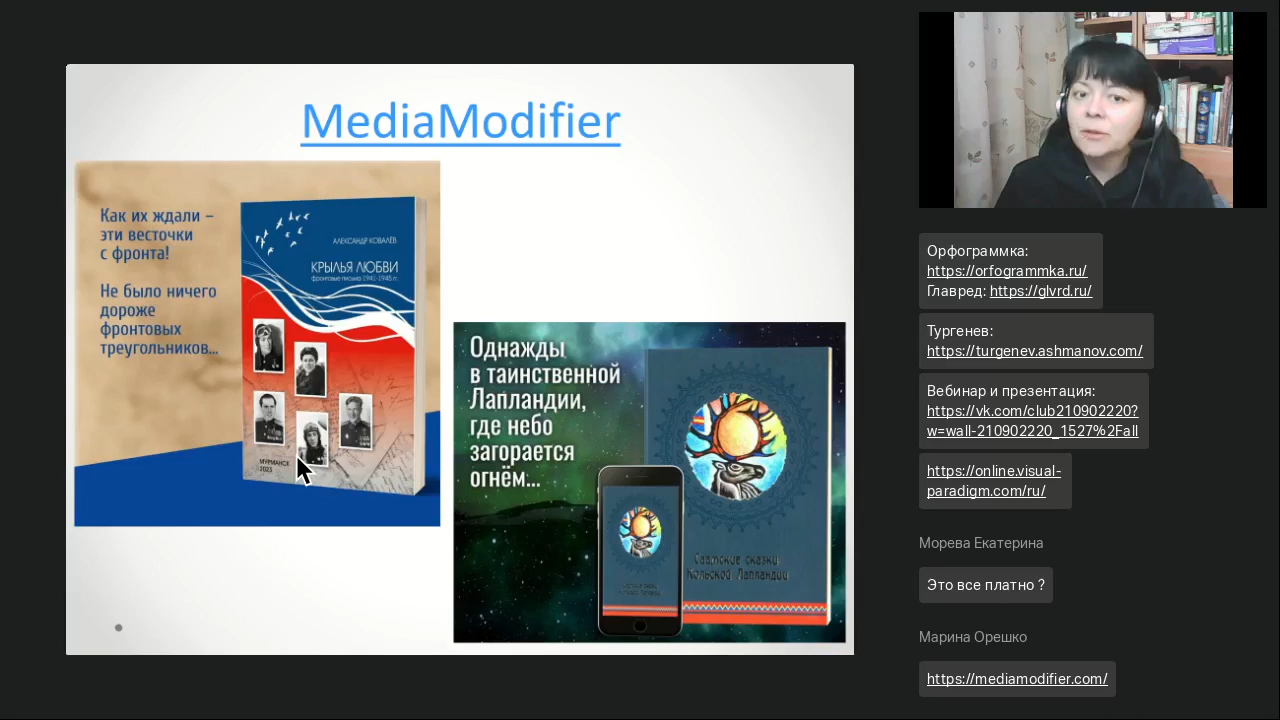 MediaModifier
Как их ждали –
эти весточки
с фронта!
Не было ничего
дороже
фронтовых
треугольников...
АЛЕКСАНДР КОВАЛЁВ
КРЫЛЬЯ ЛЮБВИ
фронтовые письма 1941-1945 гг.
МУРМАНСК
2023
Однажды
в таинственной
Лапландии,
где небо
загорается
огнём...
Саамские сказки
Кольской Лапландии
Орфограммка:
https://orfogrammka.ru/
Главред: https://glvrd.ru/
Тургенев:
https://turgenev.ashmanov.com/
Вебинар и презентация:
https://vk.com/club210902220?
w=wall-210902220_1527%2Fall
https://online.visual-
paradigm.com/ru/
Морева Екатерина
Это все платно ?
Марина Орешко
https://mediamodifier.com/